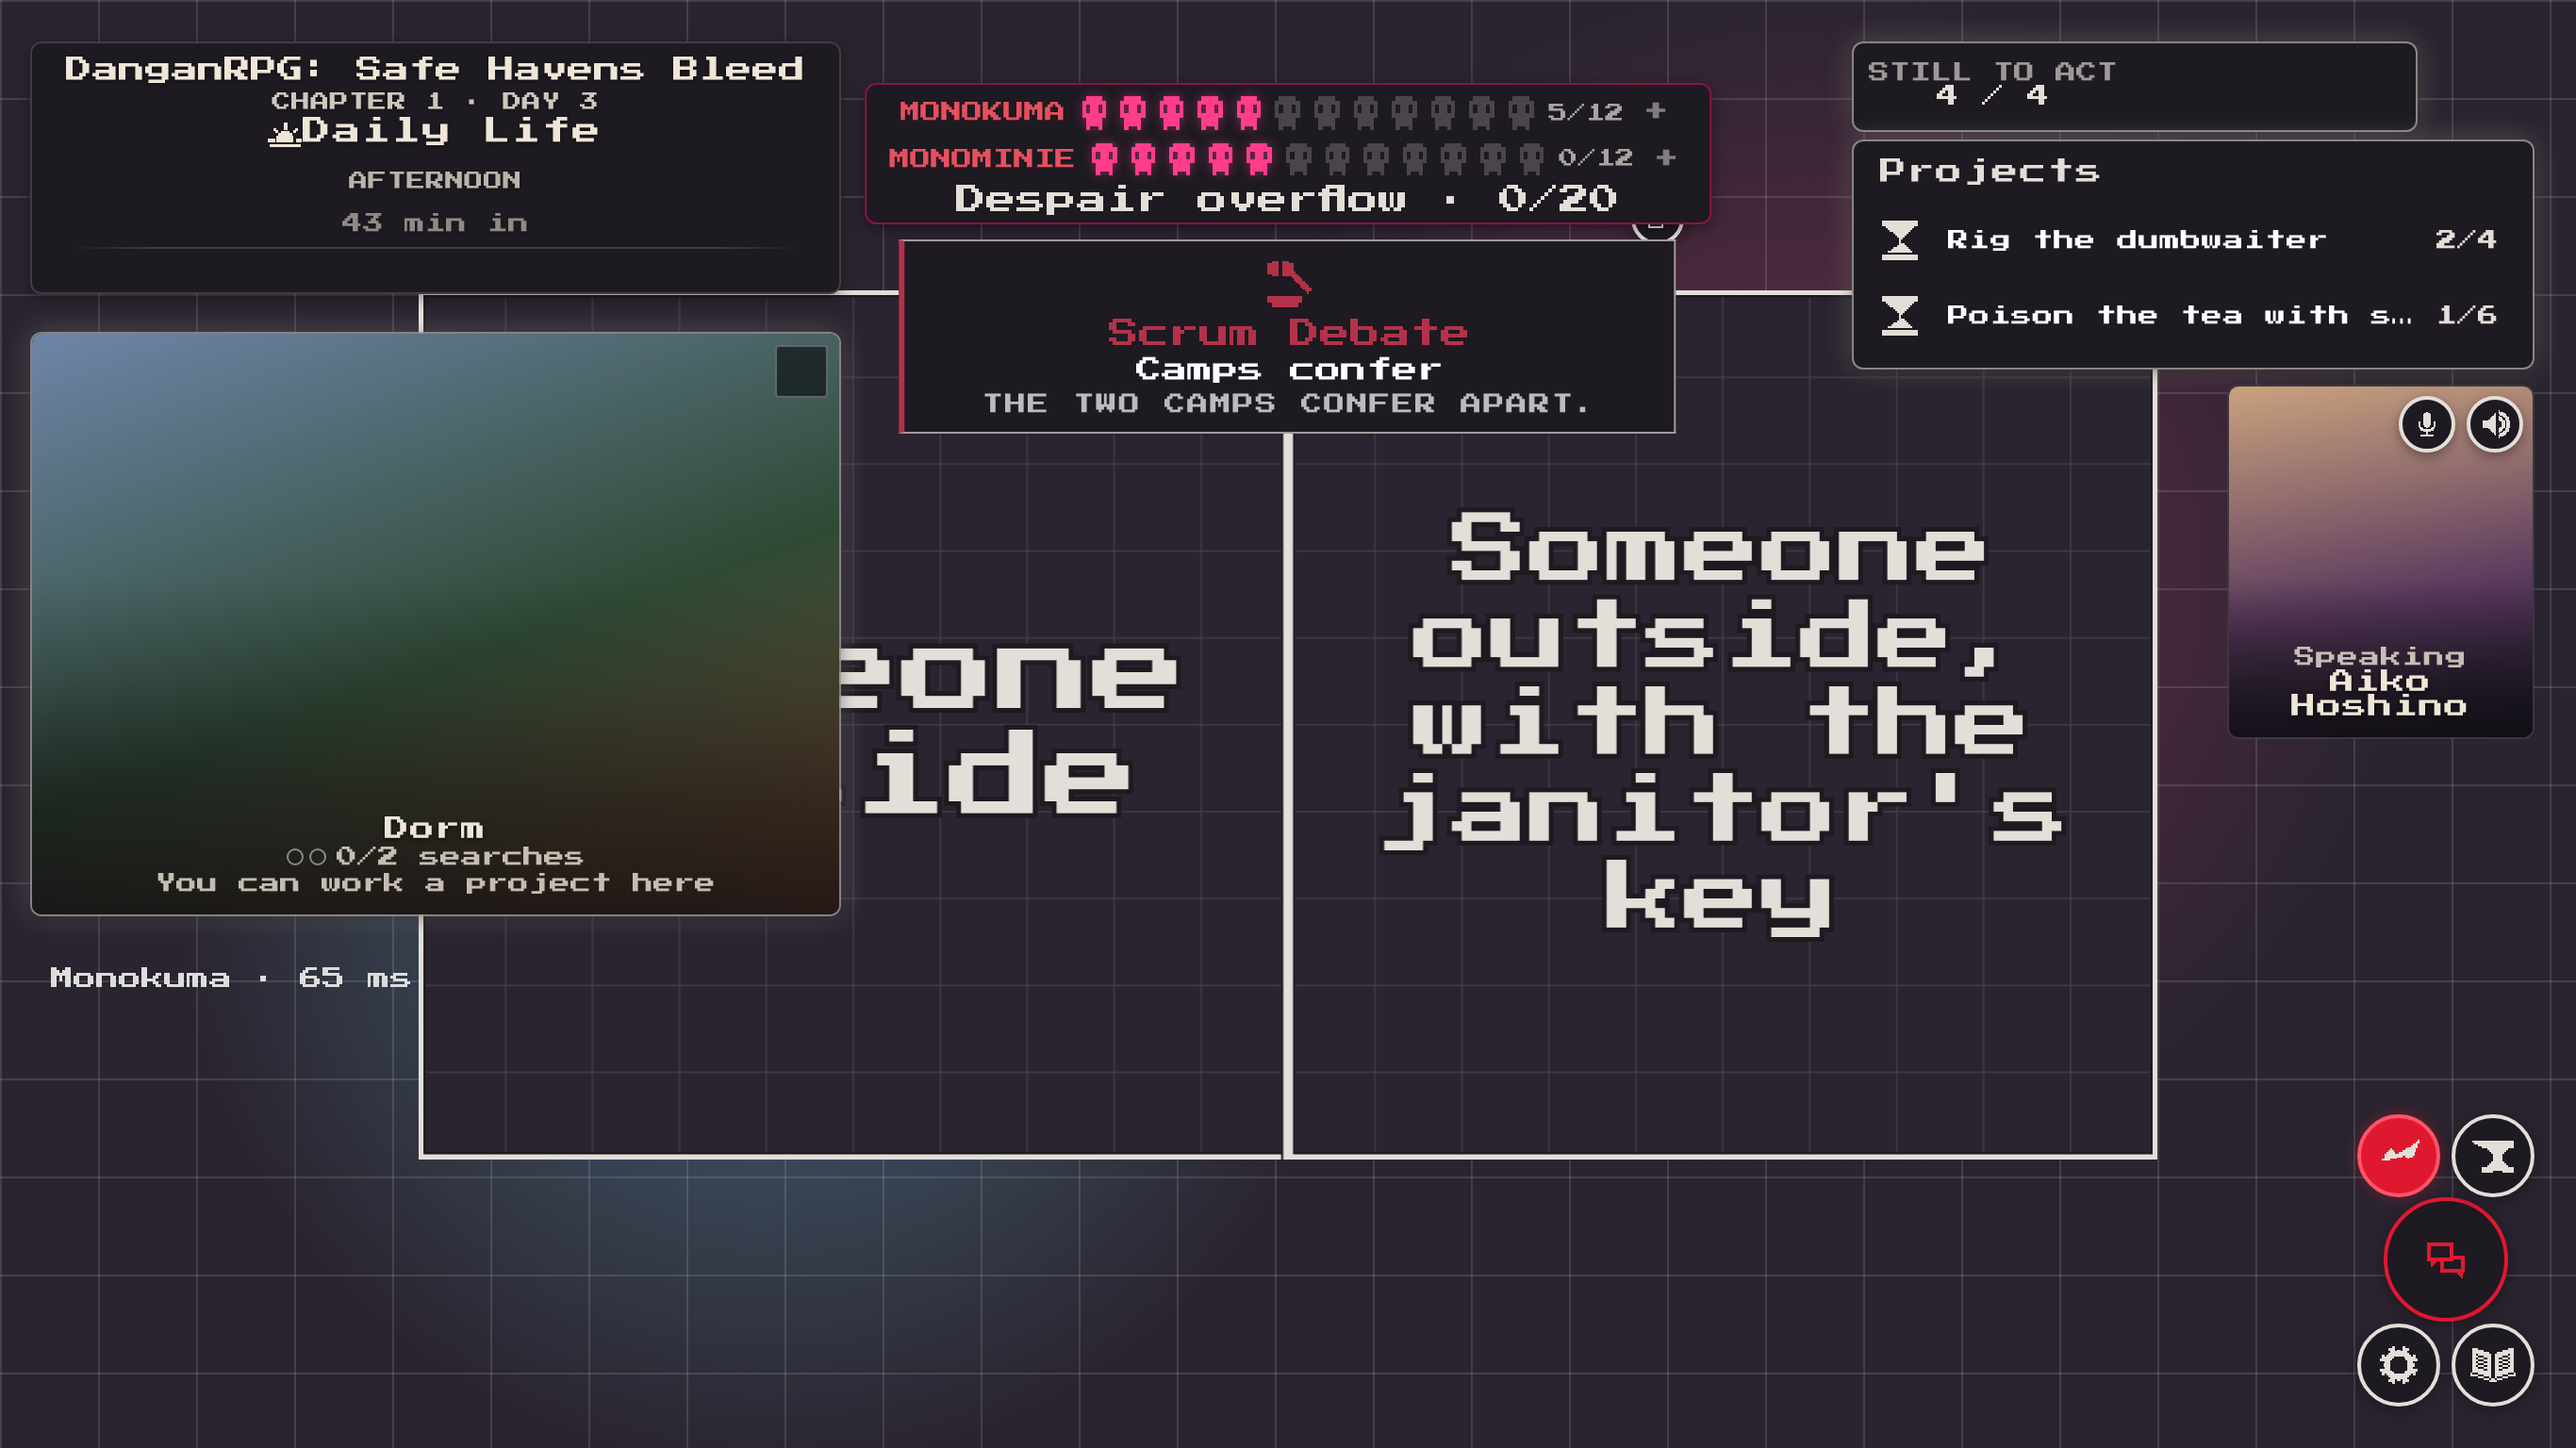 DanganRPG: Safe Havens Bleed
CHAPTER 1 · DAY 3
Daily Life
AFTERNOON
43 min in
MONOKUMA 5/12 +
MONOMINIE 0/12 +
Despair overflow · 0/20
STILL TO ACT
4 / 4
Projects
Rig the dumbwaiter 2/4
Poison the tea with s… 1/6
Scrum Debate
Camps confer
THE TWO CAMPS CONFER APART.
eone
ide
Someone
outside,
with the
janitor's
key
Speaking
Aiko
Hoshino
Dorm
0/2 searches
You can work a project here
Monokuma · 65 ms